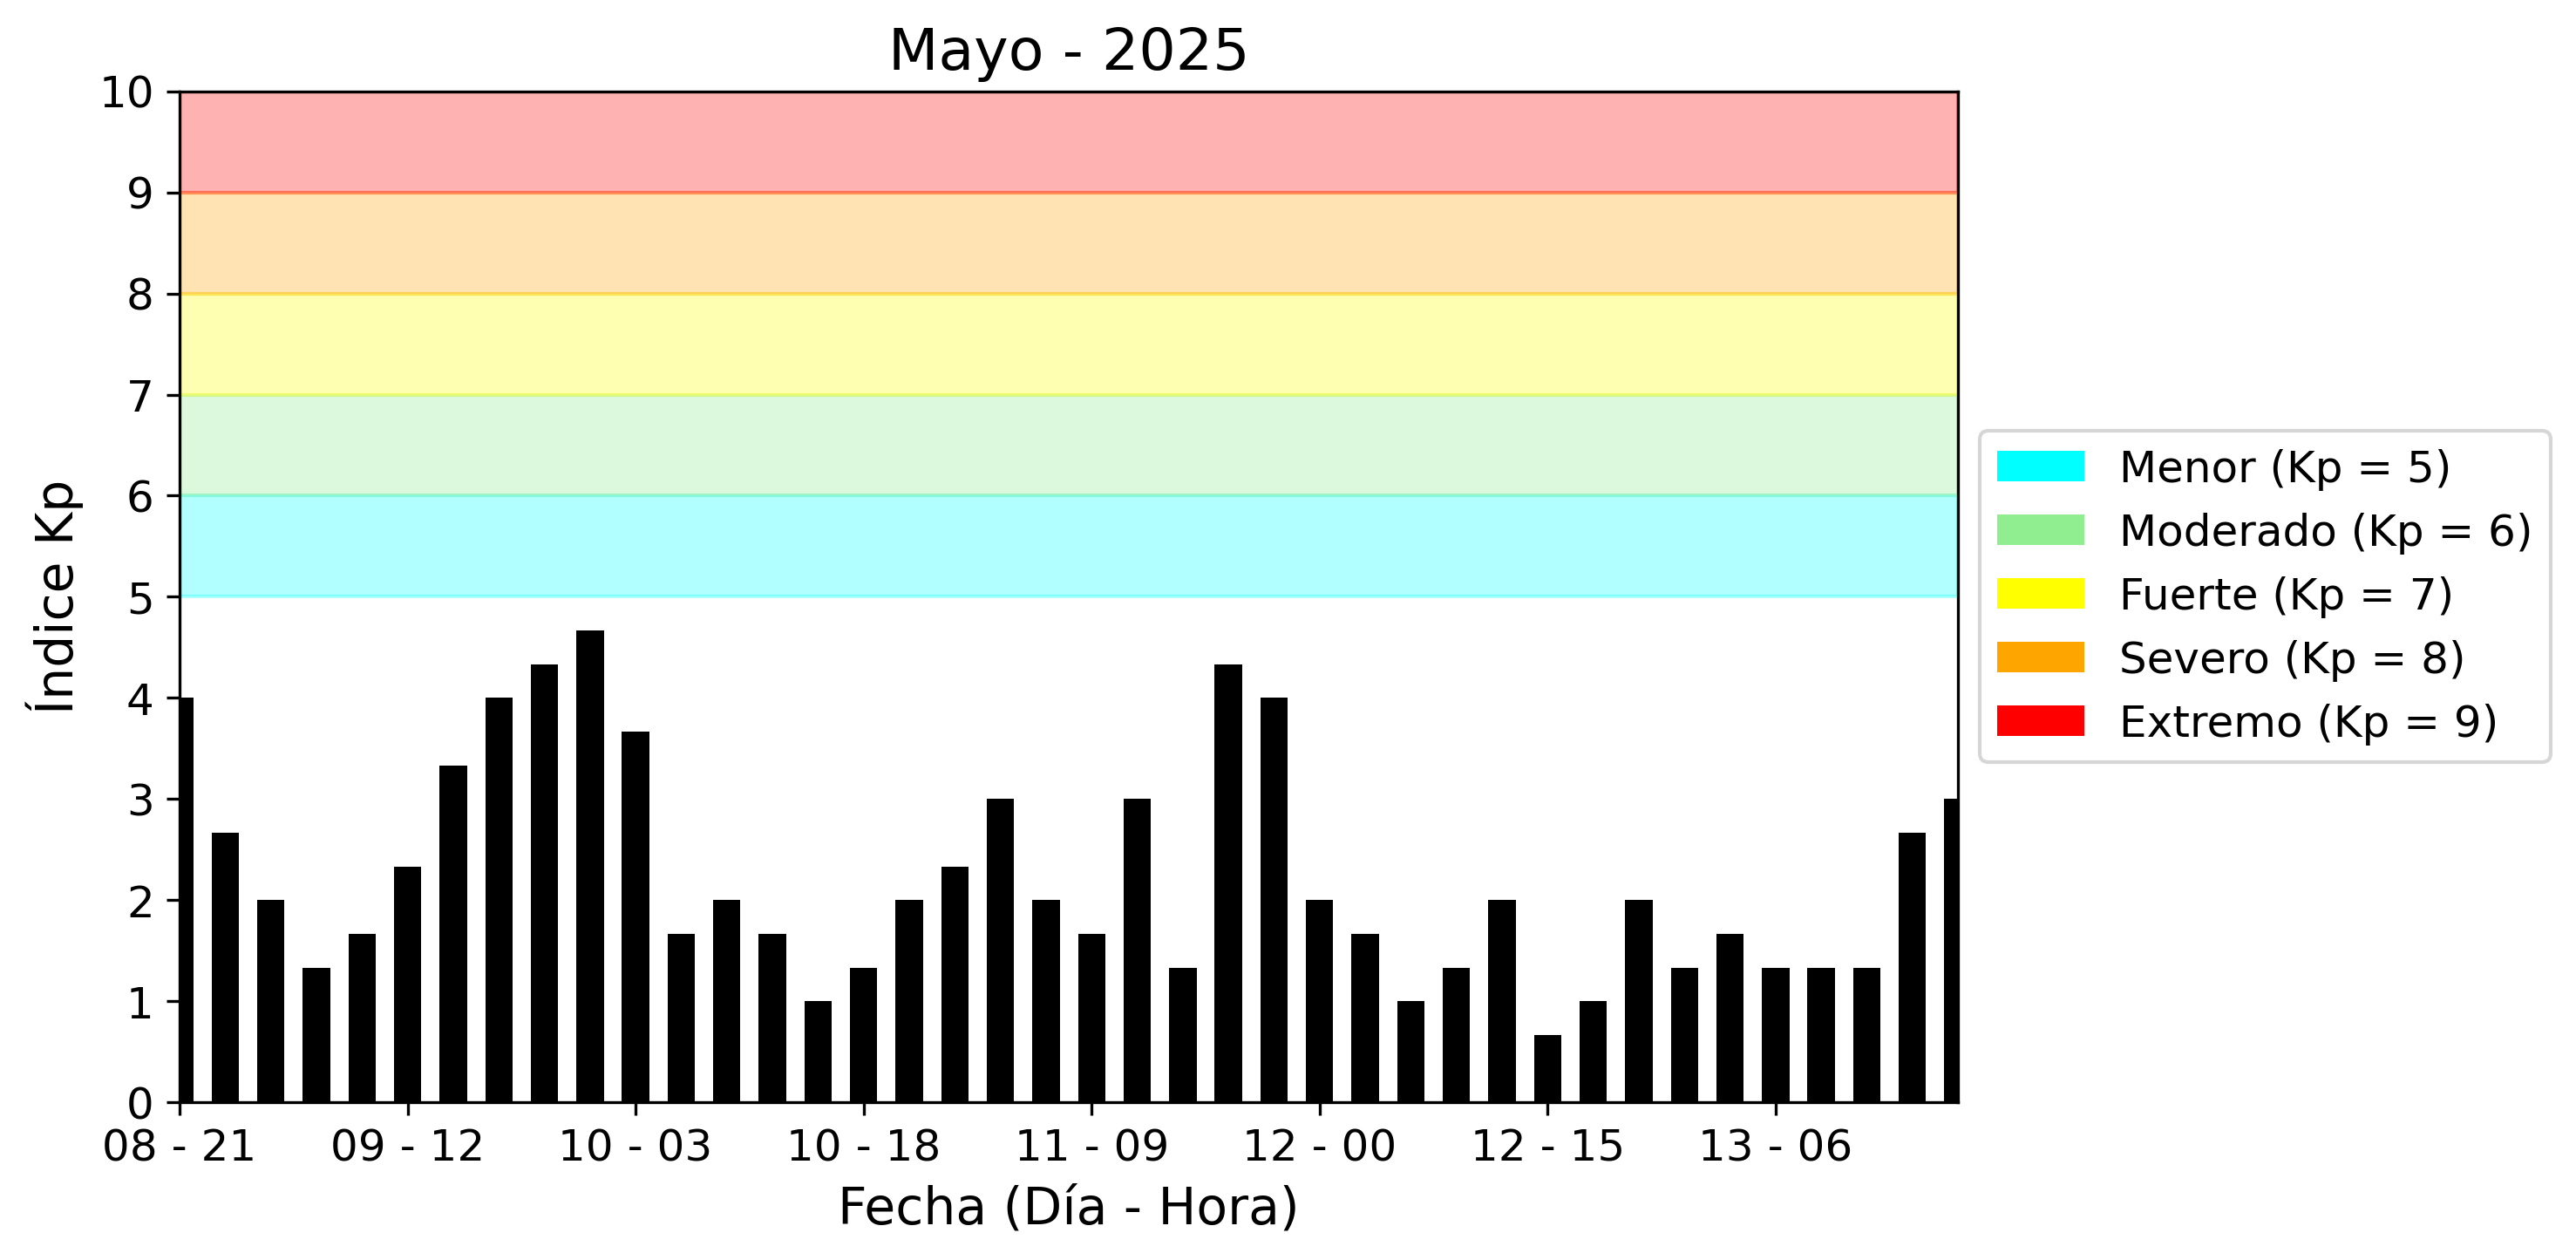 Mayo - 2025
10
9
8
7
6
5
4
3
2
1
0
Índice Kp
08 - 21
09 - 12
10 - 03
10 - 18
11 - 09
12 - 00
12 - 15
13 - 06
Fecha (Día - Hora)
Menor (Kp = 5)
Moderado (Kp = 6)
Fuerte (Kp = 7)
Severo (Kp = 8)
Extremo (Kp = 9)